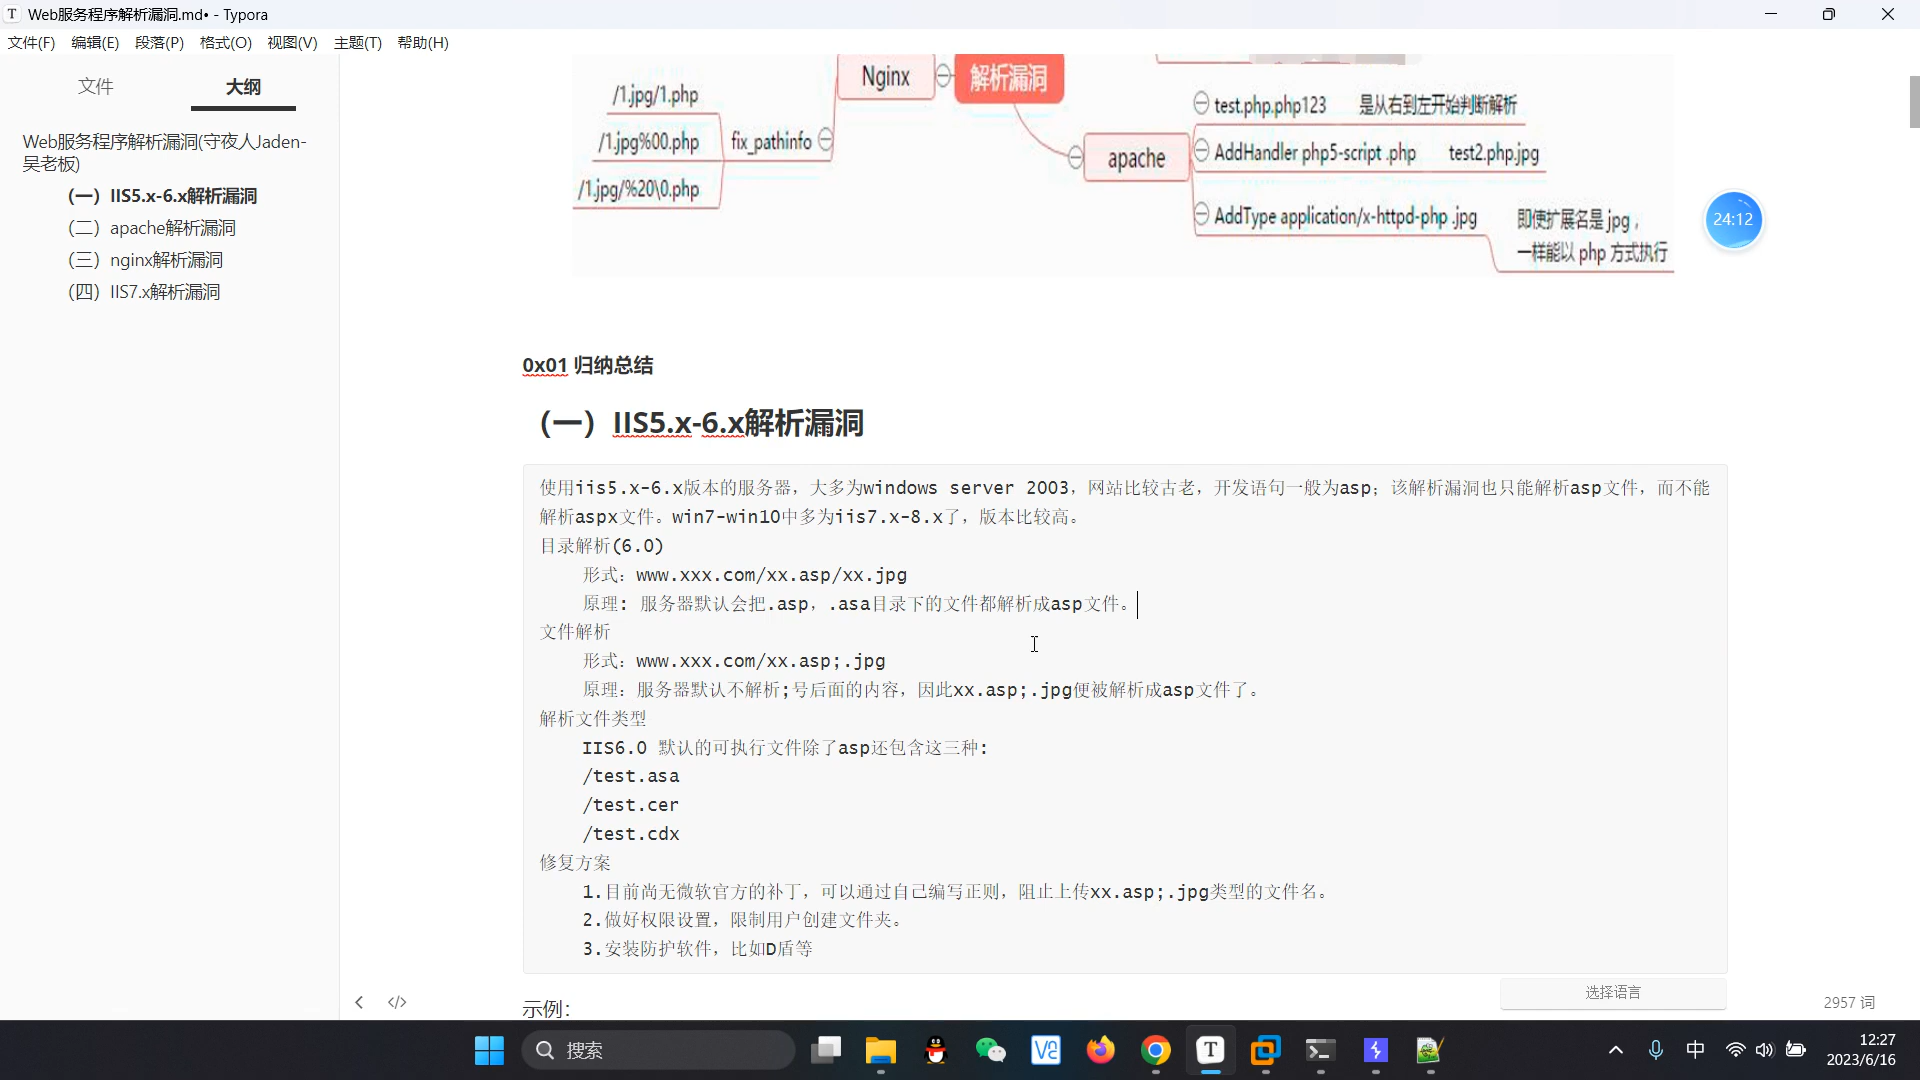 Web服务程序解析漏洞.md• - Typora
文件(F) 编辑(E) 段落(P) 格式(O) 视图(V) 主题(T) 帮助(H)
文件 大纲
Web服务程序解析漏洞(守夜人Jaden-
吴老板)
(一) IIS5.x-6.x解析漏洞
(二) apache解析漏洞
(三) nginx解析漏洞
(四) IIS7.x解析漏洞
Nginx
解析漏洞
/1.jpg/1.php
/1.jpg%00.php
fix_pathinfo
/1.jpg/%20\0.php
apache
test.php.php123 是从右到左开始判断解析
AddHandler php5-script .php test2.php.jpg
AddType application/x-httpd-php .jpg
即使扩展名是 jpg，
一样能以 php 方式执行
24:12
0x01 归纳总结
（一）IIS5.x-6.x解析漏洞
使用iis5.x-6.x版本的服务器，大多为windows server 2003，网站比较古老，开发语句一般为asp；该解析漏洞也只能解析asp文件，而不能
解析aspx文件。win7-win10中多为iis7.x-8.x了，版本比较高。
目录解析(6.0)
形式：www.xxx.com/xx.asp/xx.jpg
原理: 服务器默认会把.asp，.asa目录下的文件都解析成asp文件。
文件解析
形式：www.xxx.com/xx.asp;.jpg
原理：服务器默认不解析;号后面的内容，因此xx.asp;.jpg便被解析成asp文件了。
解析文件类型
IIS6.0 默认的可执行文件除了asp还包含这三种:
/test.asa
/test.cer
/test.cdx
修复方案
1.目前尚无微软官方的补丁，可以通过自己编写正则，阻止上传xx.asp;.jpg类型的文件名。
2.做好权限设置，限制用户创建文件夹。
3.安装防护软件，比如D盾等
选择语言
示例：
2957 词
搜索
中
12:27
2023/6/16